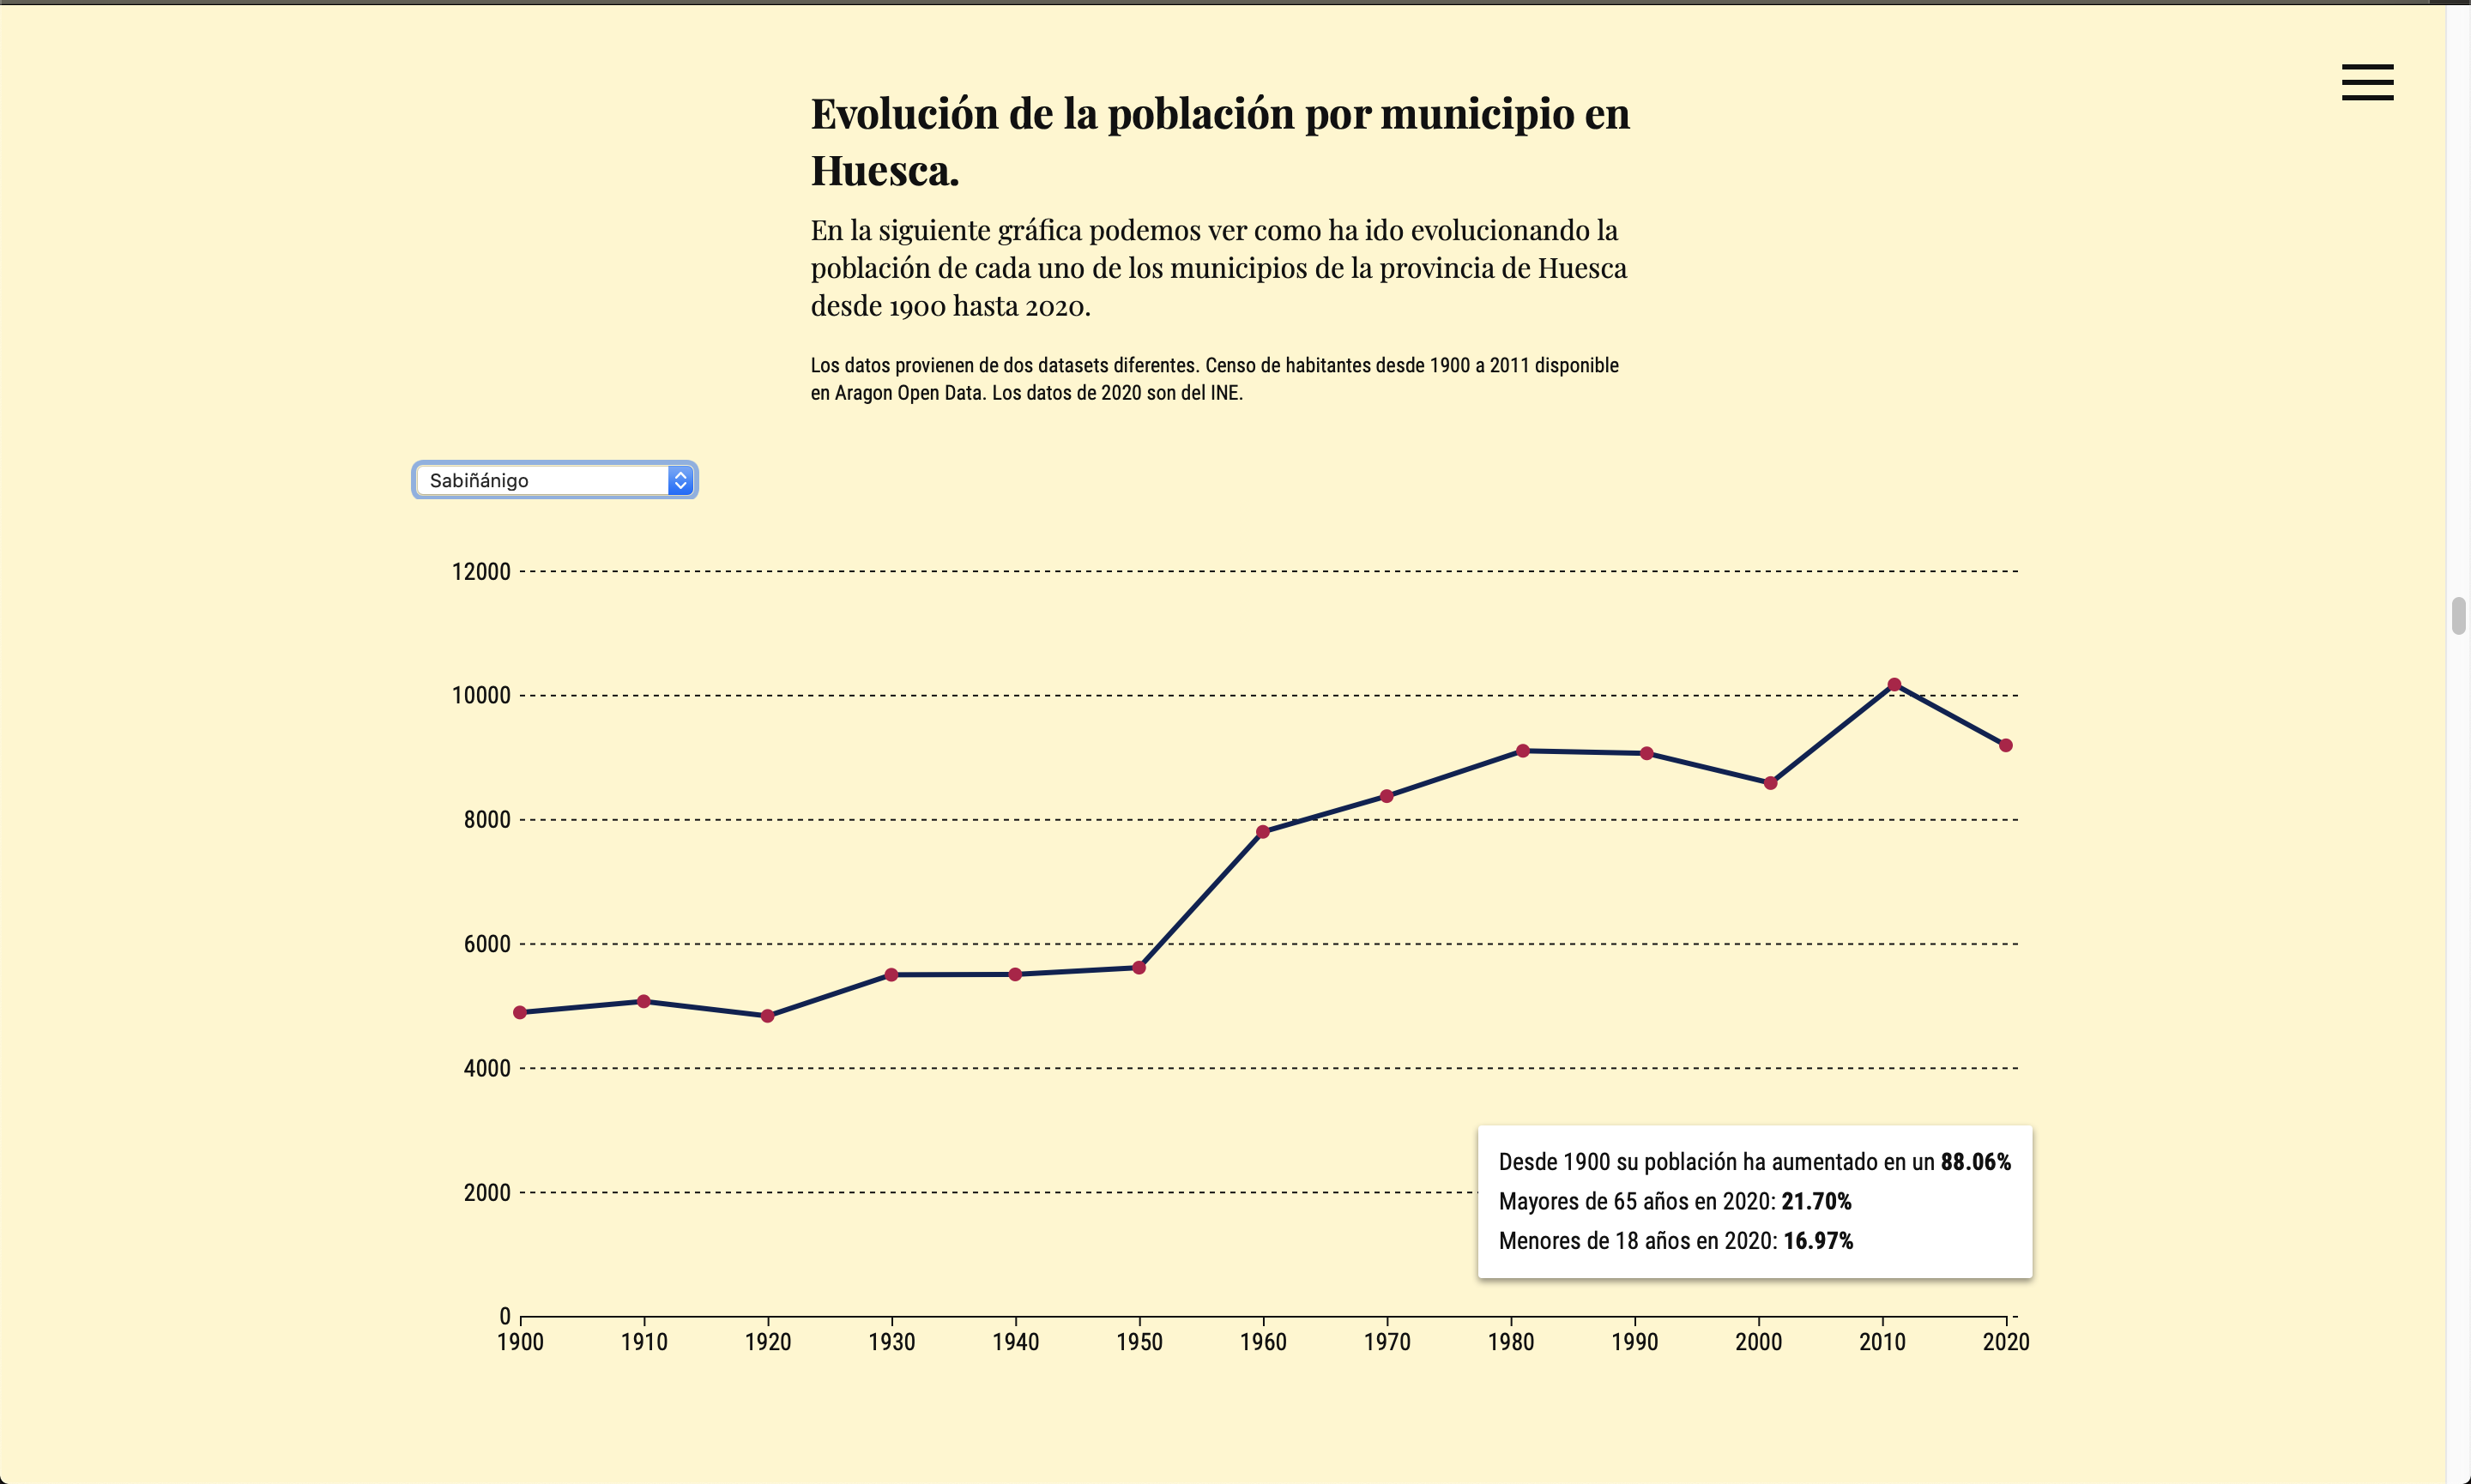 Evolución de la población por municipio en
Huesca.
En la siguiente gráfica podemos ver como ha ido evolucionando la
población de cada uno de los municipios de la provincia de Huesca
desde 1900 hasta 2020.
Los datos provienen de dos datasets diferentes. Censo de habitantes desde 1900 a 2011 disponible
en Aragon Open Data. Los datos de 2020 son del INE.
Sabiñánigo
12000
10000
8000
6000
4000
2000
0
Desde 1900 su población ha aumentado en un 88.06%
Mayores de 65 años en 2020: 21.70%
Menores de 18 años en 2020: 16.97%
1900 1910 1920 1930 1940 1950 1960 1970 1980 1990 2000 2010 2020